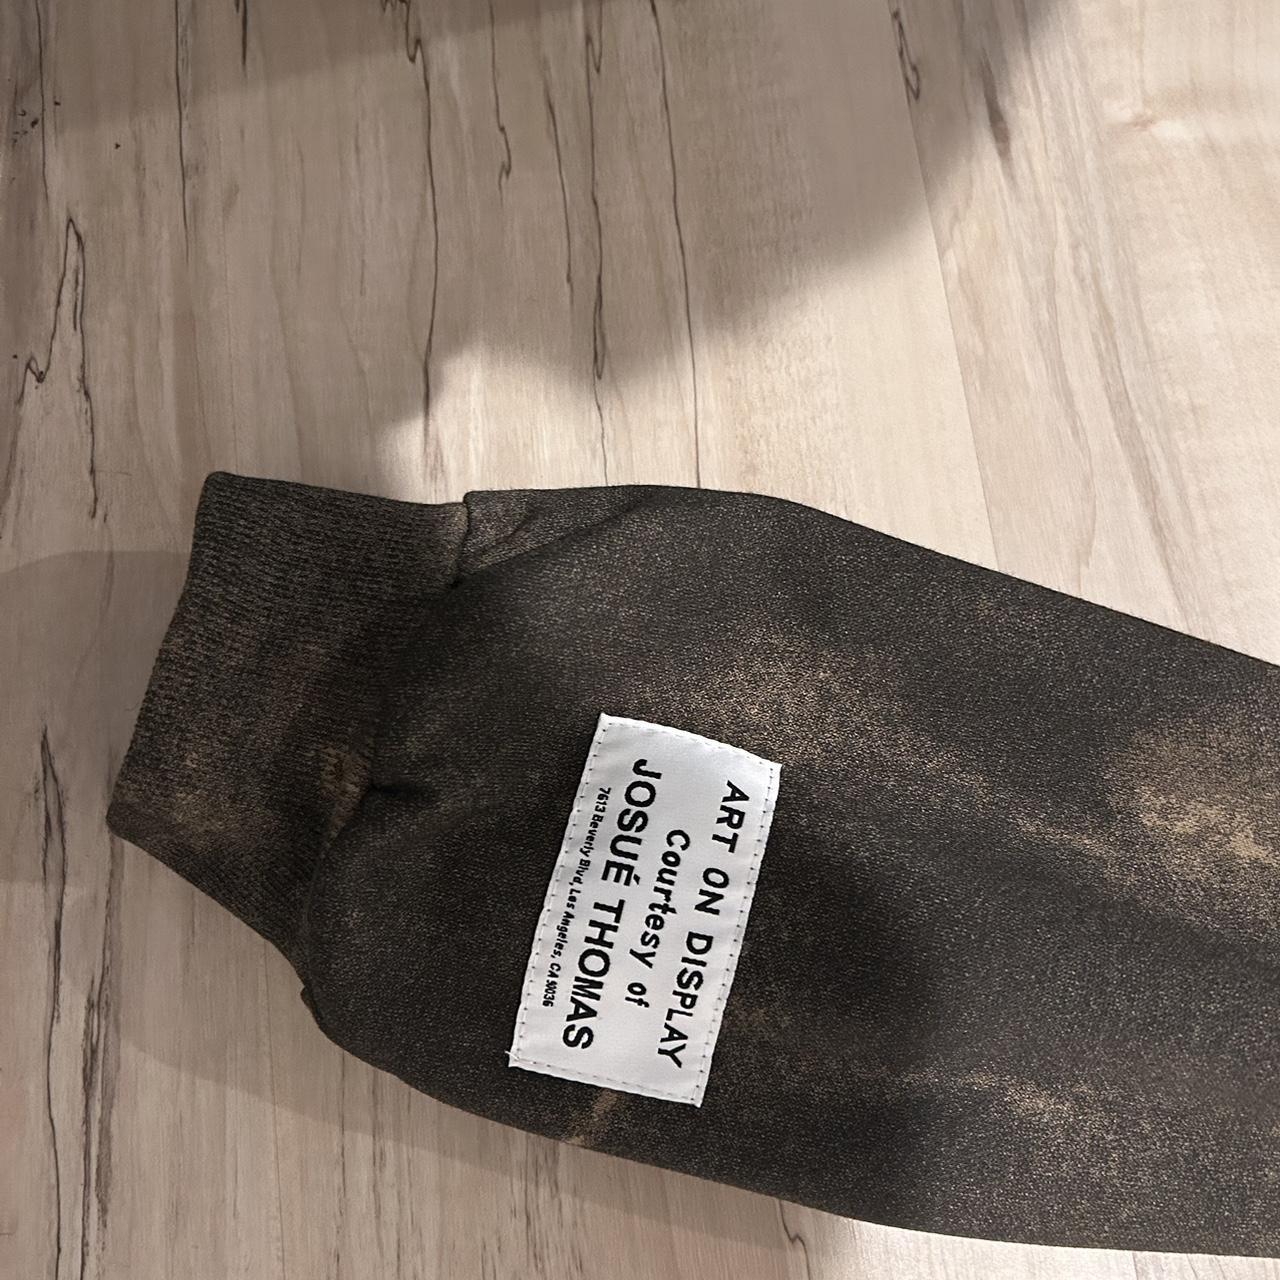 ART ON DISPLAY
Courtesy of
JOSUÉ THOMAS
7613 Beverly Blvd, Los Angeles, CA 90036